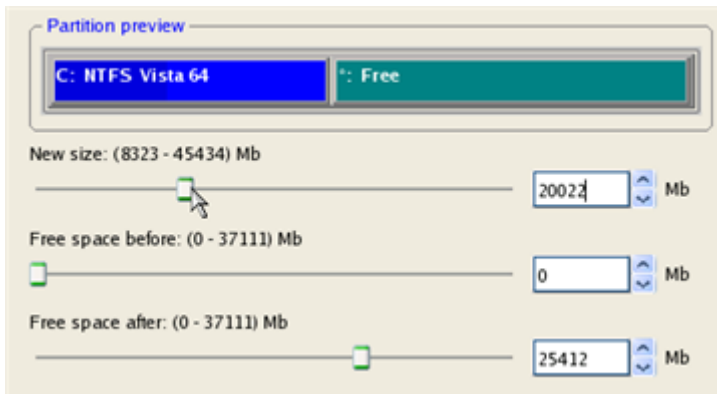 Partition preview
C: NTFS Vista 64 *: Free
New size: (8323 - 45434) Mb
20022 Mb
Free space before: (0 - 37111) Mb
0 Mb
Free space after: (0 - 37111) Mb
25412 Mb